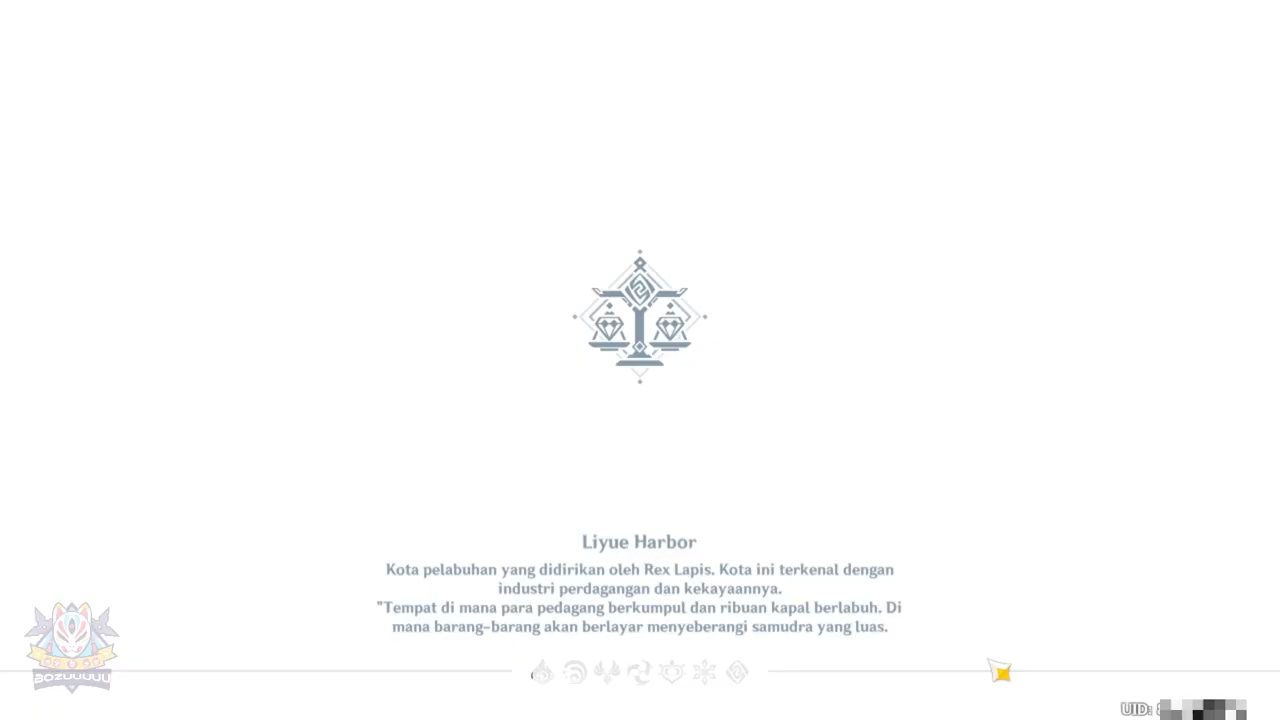 Liyue Harbor
Kota pelabuhan yang didirikan oleh Rex Lapis. Kota ini terkenal dengan
industri perdagangan dan kekayaannya.
"Tempat di mana para pedagang berkumpul dan ribuan kapal berlabuh. Di
mana barang-barang akan berlayar menyeberangi samudra yang luas.
BOZUUUUU
UID: